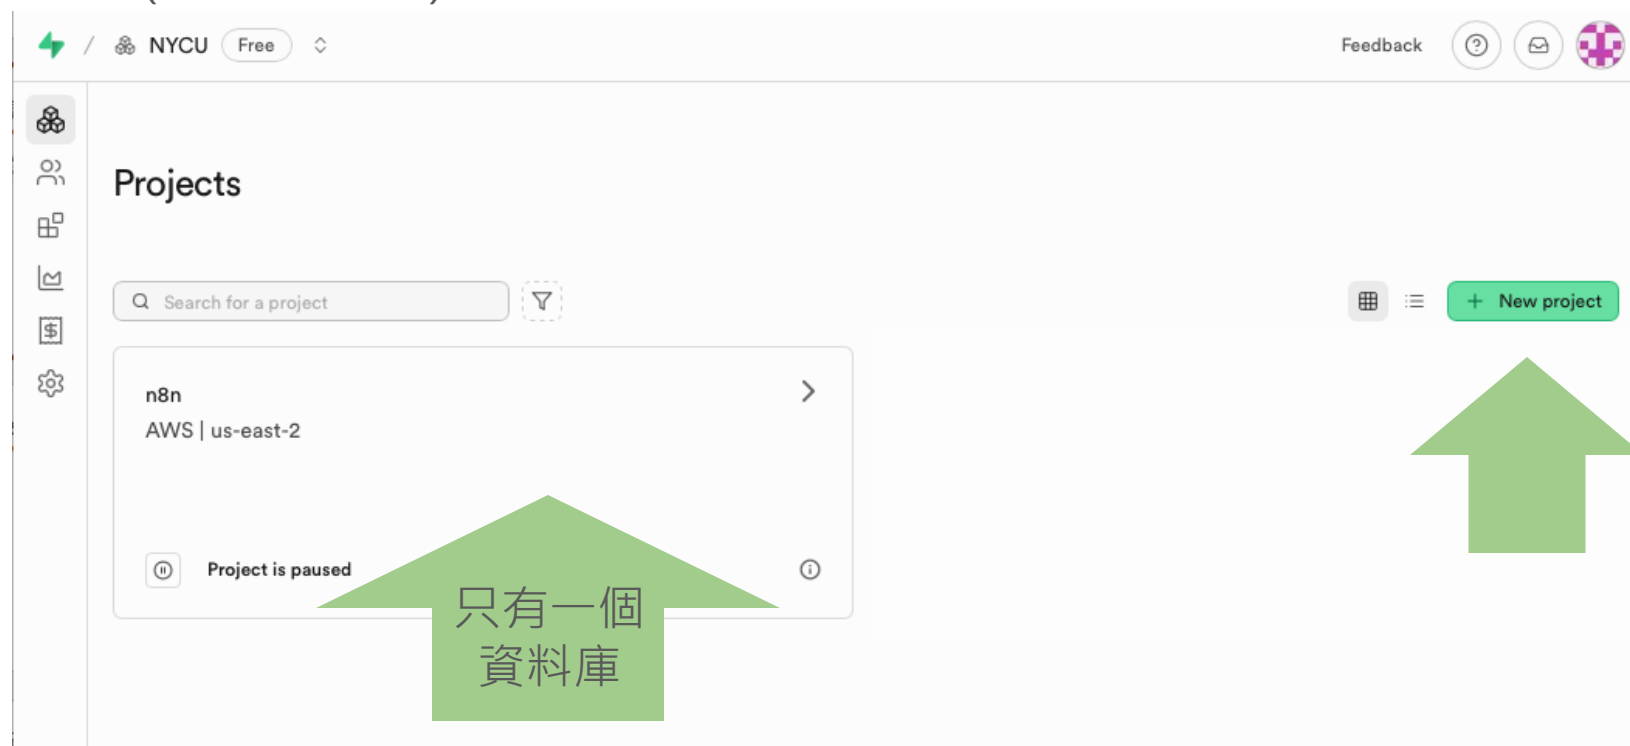 NYCU Free
Feedback
Projects
Search for a project
+ New project
n8n
AWS | us-east-2
Project is paused
只有一個
資料庫